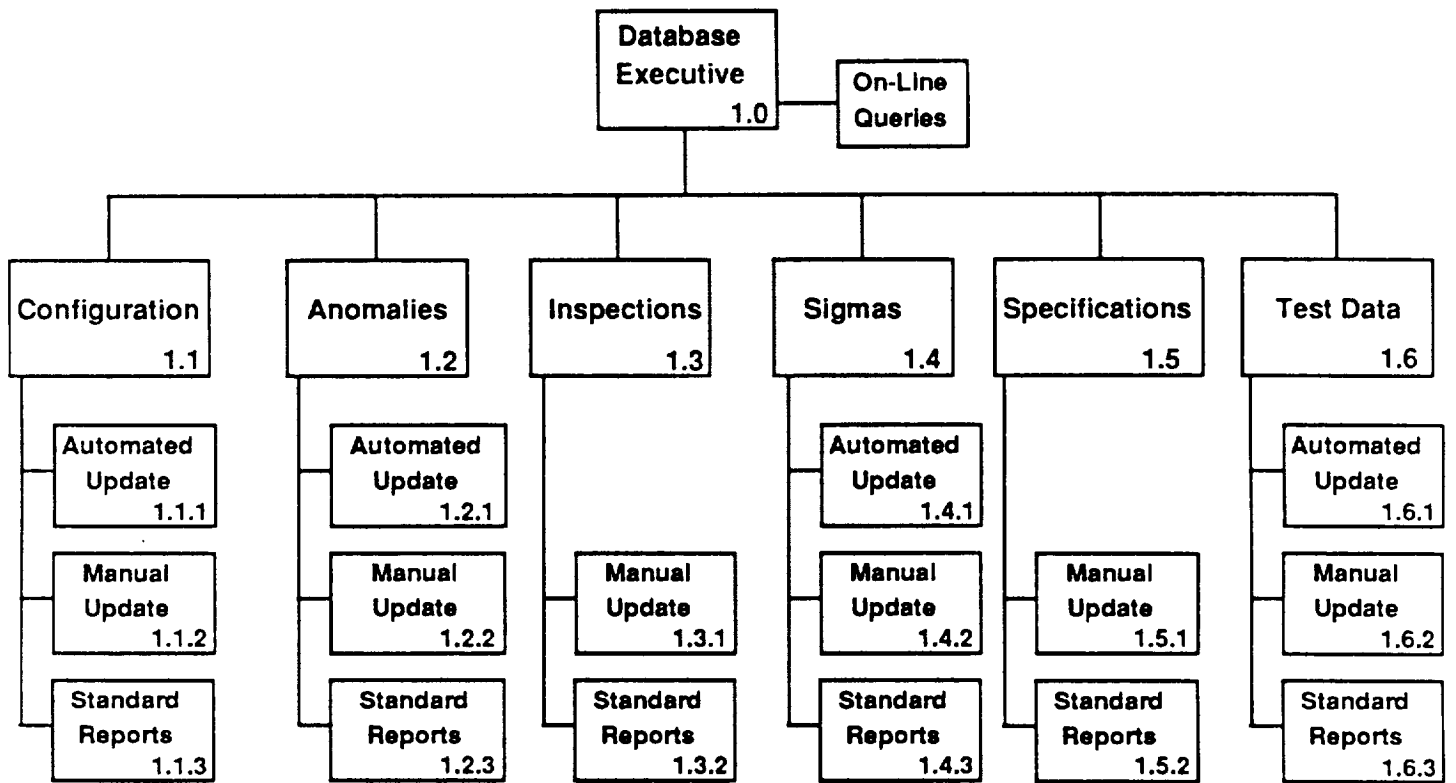 Database
Executive
1.0
On-Line
Queries
Configuration
1.1
Anomalies
1.2
Inspections
1.3
Sigmas
1.4
Specifications
1.5
Test Data
1.6
Automated
Update
1.1.1
Manual
Update
1.1.2
Standard
Reports
1.1.3
Automated
Update
1.2.1
Manual
Update
1.2.2
Standard
Reports
1.2.3
Manual
Update
1.3.1
Standard
Reports
1.3.2
Automated
Update
1.4.1
Manual
Update
1.4.2
Standard
Reports
1.4.3
Manual
Update
1.5.1
Standard
Reports
1.5.2
Automated
Update
1.6.1
Manual
Update
1.6.2
Standard
Reports
1.6.3